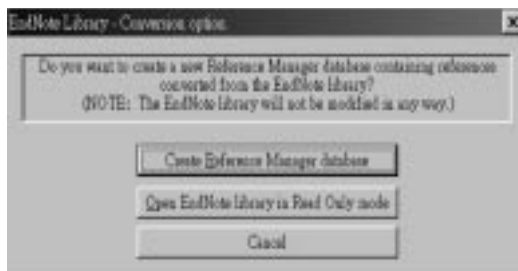 EndNote Library - Conversion option.
Do you want to create a new Reference Manager database containing references
converted from the EndNote library?
(NOTE: The EndNote library will not be modified in any way.)
Create Reference Manager database
Open EndNote library in Read Only mode
Cancel